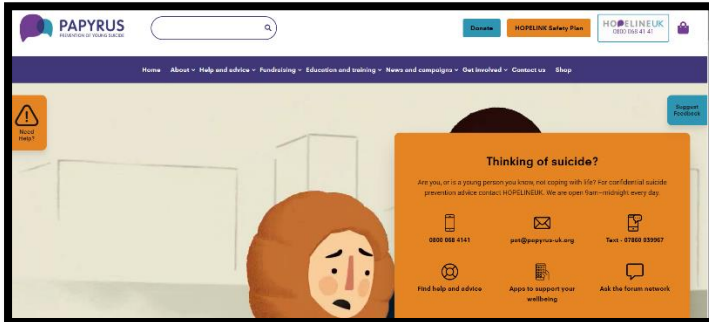 PAPYRUS
PREVENTION OF YOUNG SUICIDE
Donate
HOPELINK Safety Plan
HOPELINEUK
0800 068 41 41
Home About Help and advice Fundraising Education and training News and campaigns Get involved Contact us Shop
Need
Help?
Support
Feedback
Thinking of suicide?
Are you, or is a young person you know, not coping with life? For confidential suicide
prevention advice contact HOPELINEUK. We are open 9am–midnight every day.
0800 068 4141
pat@papyrus-uk.org
Text - 07860 039967
Find help and advice
Apps to support your
wellbeing
Ask the forum network